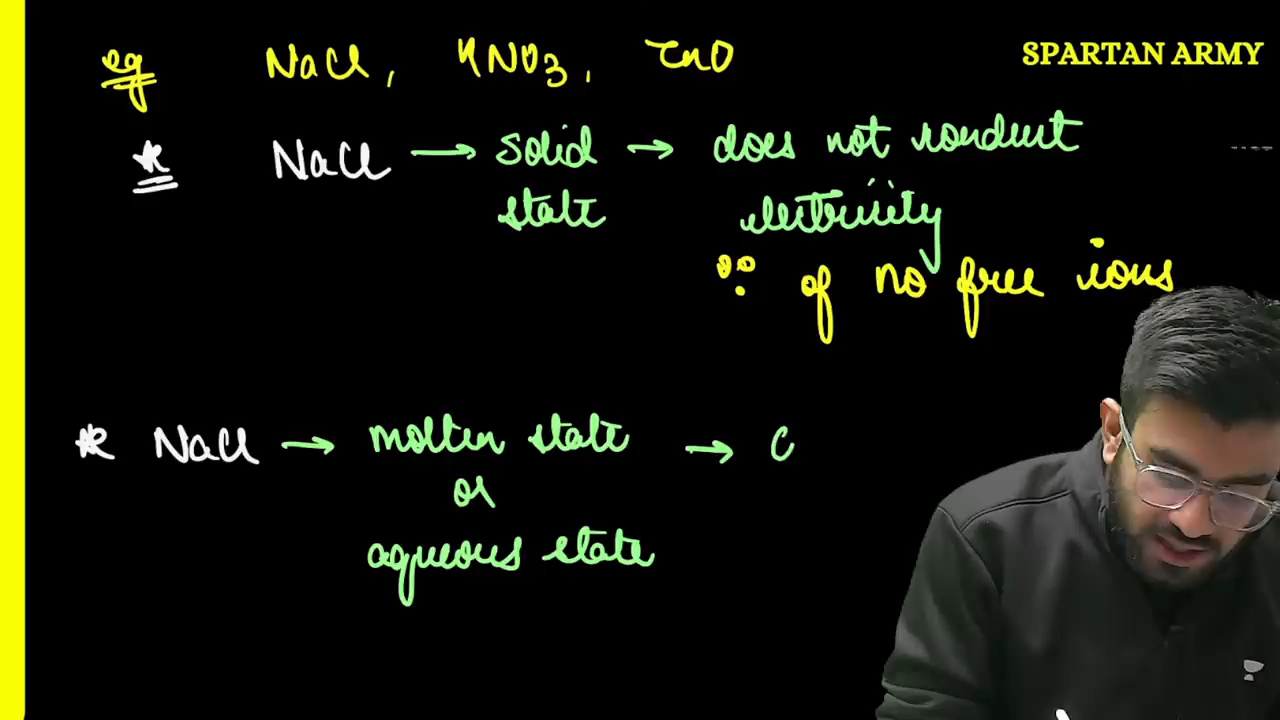 eg NaCl, HNO3, ZnO
SPARTAN ARMY
* NaCl → solid state → does not conduct electricity
∵ of no free ions
* NaCl → molten state or aqueous state → C